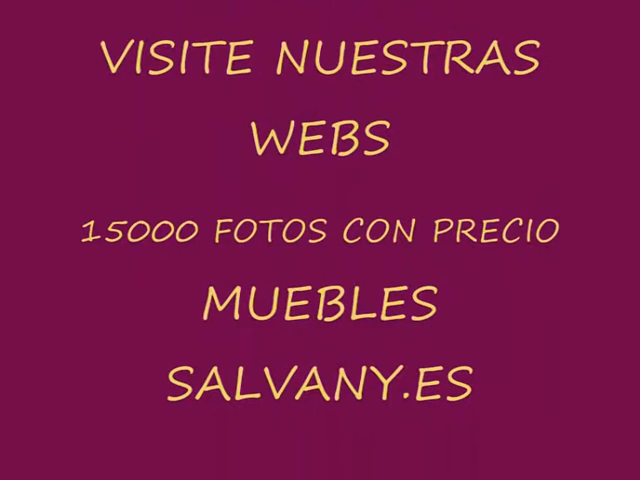 VISITE NUESTRAS
WEBS
15000 FOTOS CON PRECIO
MUEBLES
SALVANY.ES